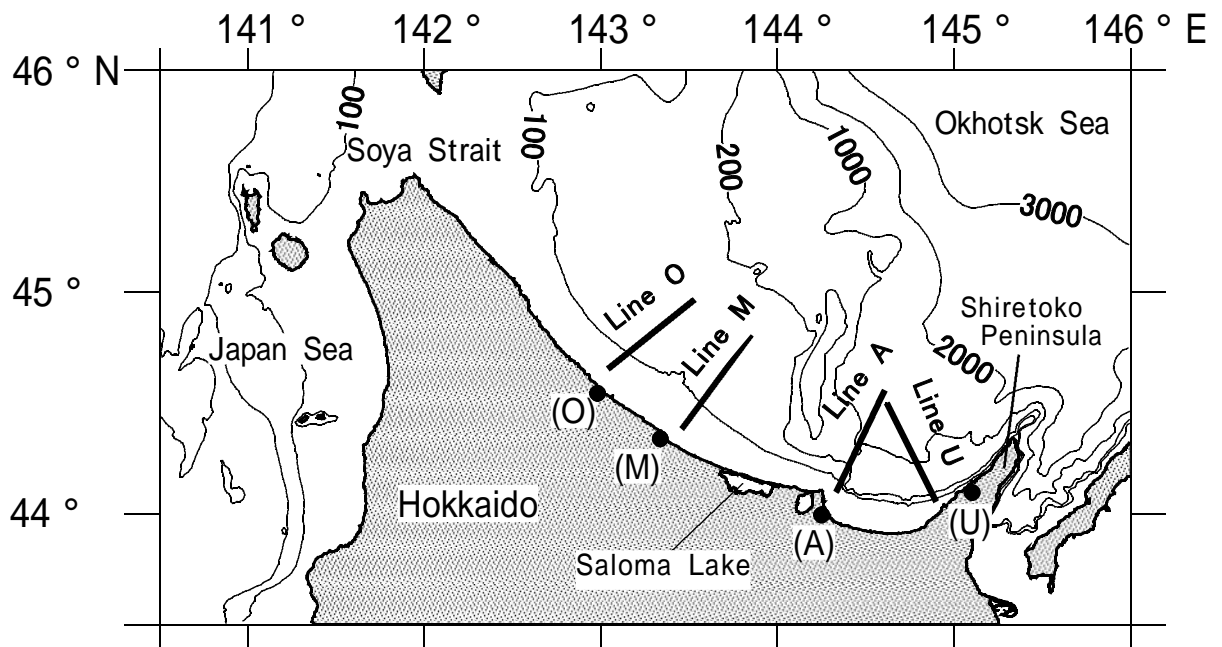 141 ° 142 ° 143 ° 144 ° 145 ° 146 ° E
46 ° N
100
Soya Strait
100
200
1000
Okhotsk Sea
3000
45 °
Line O
Line M
Shiretoko
Peninsula
Japan Sea
2000
Line A
Line U
(O)
(M)
Hokkaido
44 °
(A)
(U)
Saloma Lake